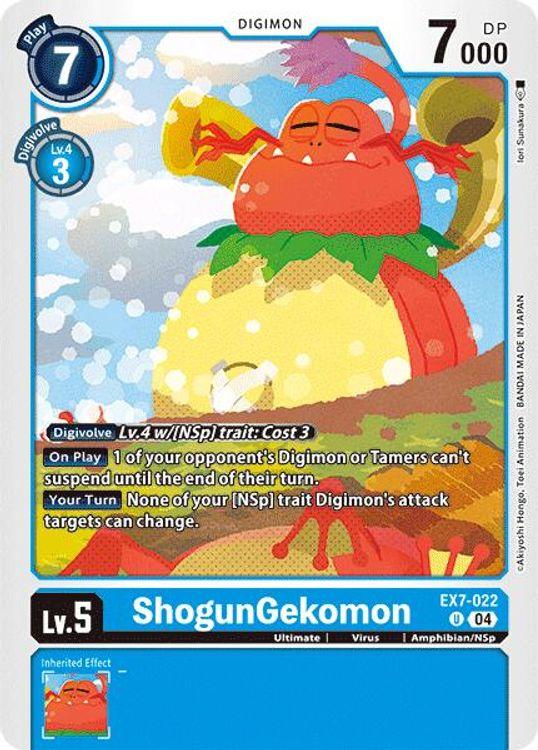 Play
7
DIGIMON
7000
DP
Digivolve
Lv.4
3
Iori Sunakura
Digivolve Lv.4 w/[NSp] trait: Cost 3
On Play 1 of your opponent's Digimon or Tamers can't
suspend until the end of their turn.
Your Turn None of your [NSp] trait Digimon's attack
targets can change.
©Akiyoshi Hongo, Toei Animation BANDAI MADE IN JAPAN
Lv.5
ShogunGekomon
EX7-022
U 04
Ultimate | Virus | Amphibian/NSp
Inherited Effect
–